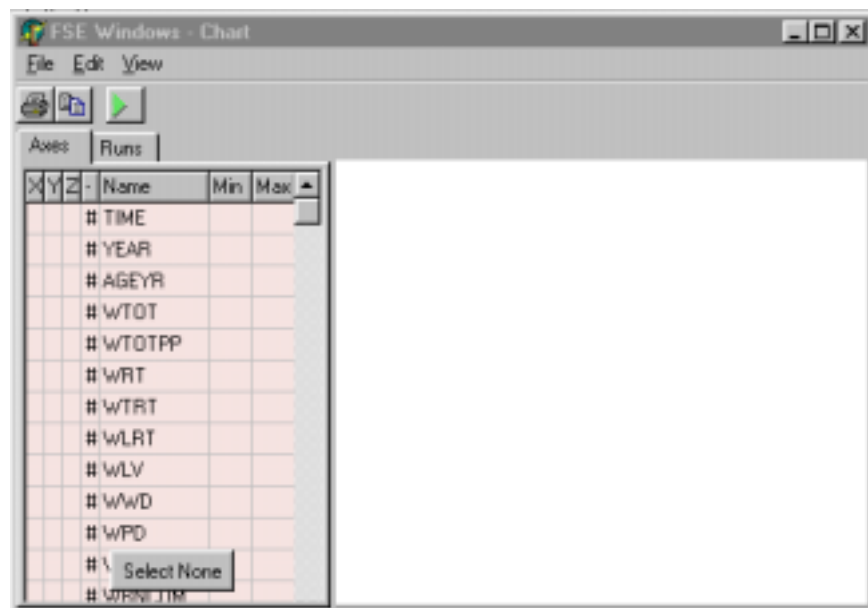 FSE Windows - Chart
File Edit View
Axes Runs
X Y Z - Name Min Max
# TIME
# YEAR
# AGEYR
# WTOT
# WTOTPP
# WRT
# WTRT
# WLRT
# WLV
# WWD
# WPD
#
Select None
#